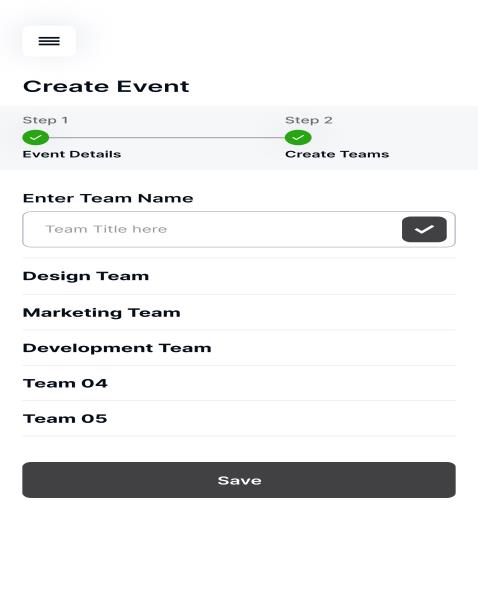 Create Event
Step 1
Step 2
Event Details
Create Teams
Enter Team Name
Team Title here
Design Team
Marketing Team
Development Team
Team 04
Team 05
Save